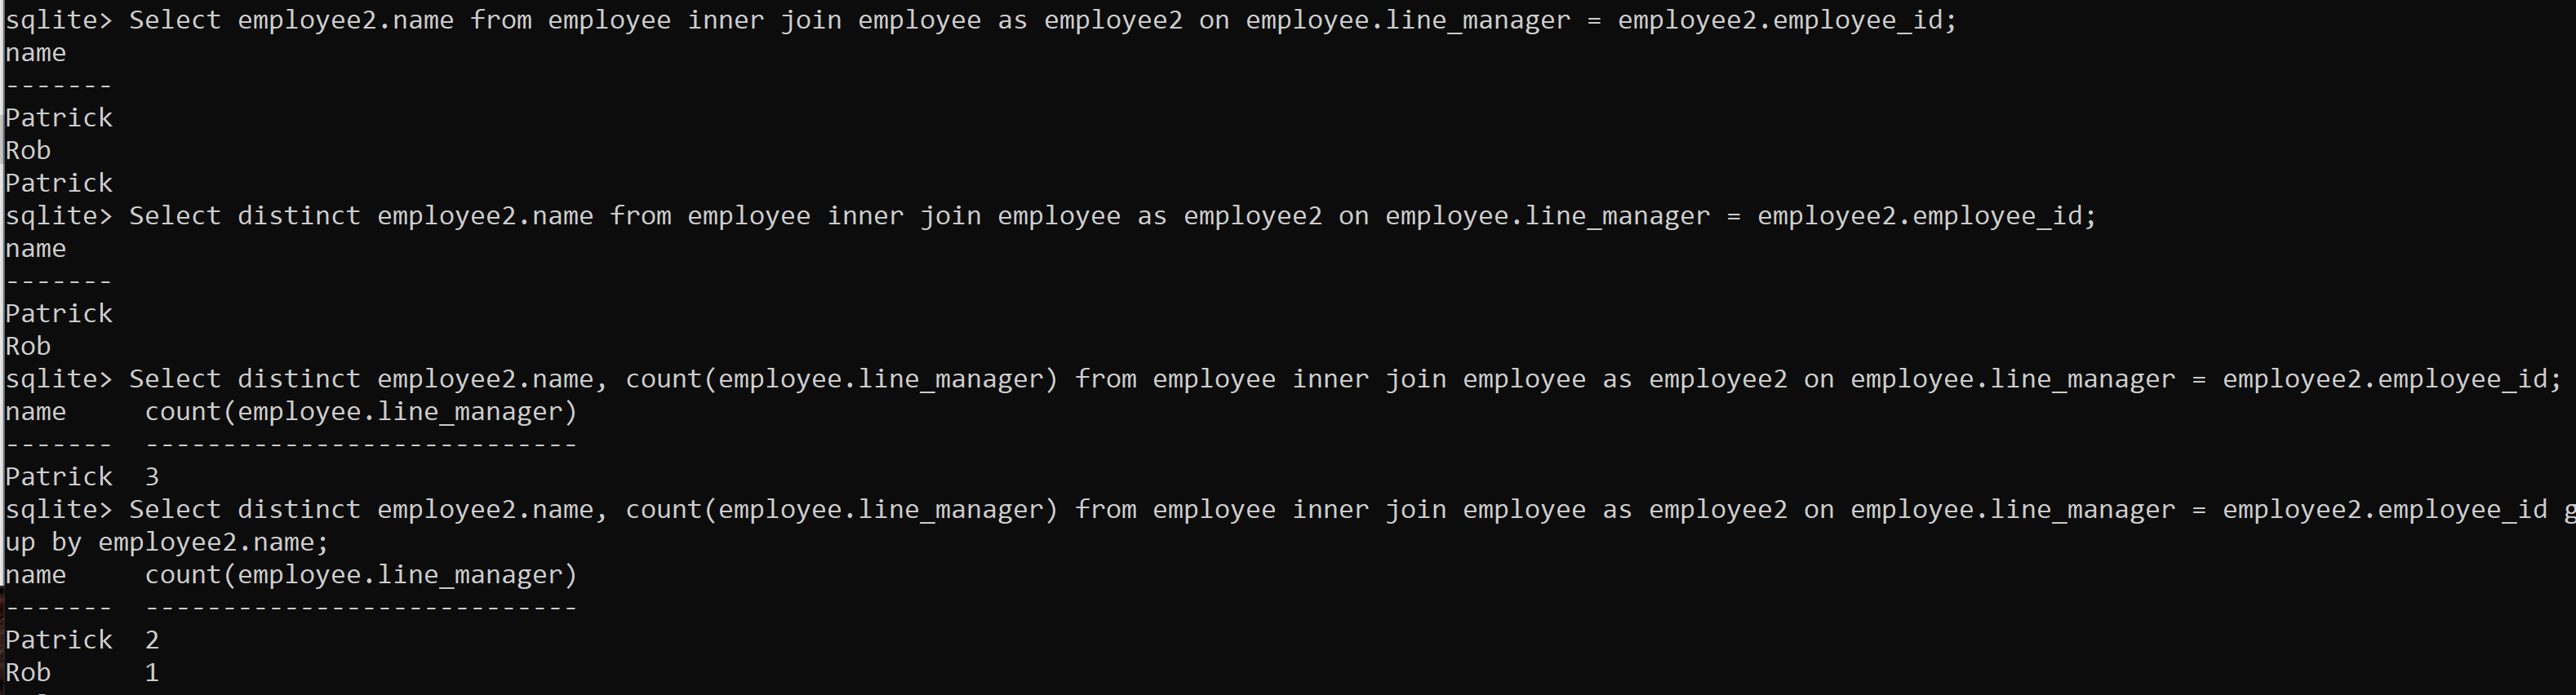 sqlite> Select employee2.name from employee inner join employee as employee2 on employee.line_manager = employee2.employee_id;
name
-------
Patrick
Rob
Patrick
sqlite> Select distinct employee2.name from employee inner join employee as employee2 on employee.line_manager = employee2.employee_id;
name
-------
Patrick
Rob
sqlite> Select distinct employee2.name, count(employee.line_manager) from employee inner join employee as employee2 on employee.line_manager = employee2.employee_id;
name     count(employee.line_manager)
-------  ----------------------------
Patrick  3
sqlite> Select distinct employee2.name, count(employee.line_manager) from employee inner join employee as employee2 on employee.line_manager = employee2.employee_id g
up by employee2.name;
name     count(employee.line_manager)
-------  ----------------------------
Patrick  2
Rob      1